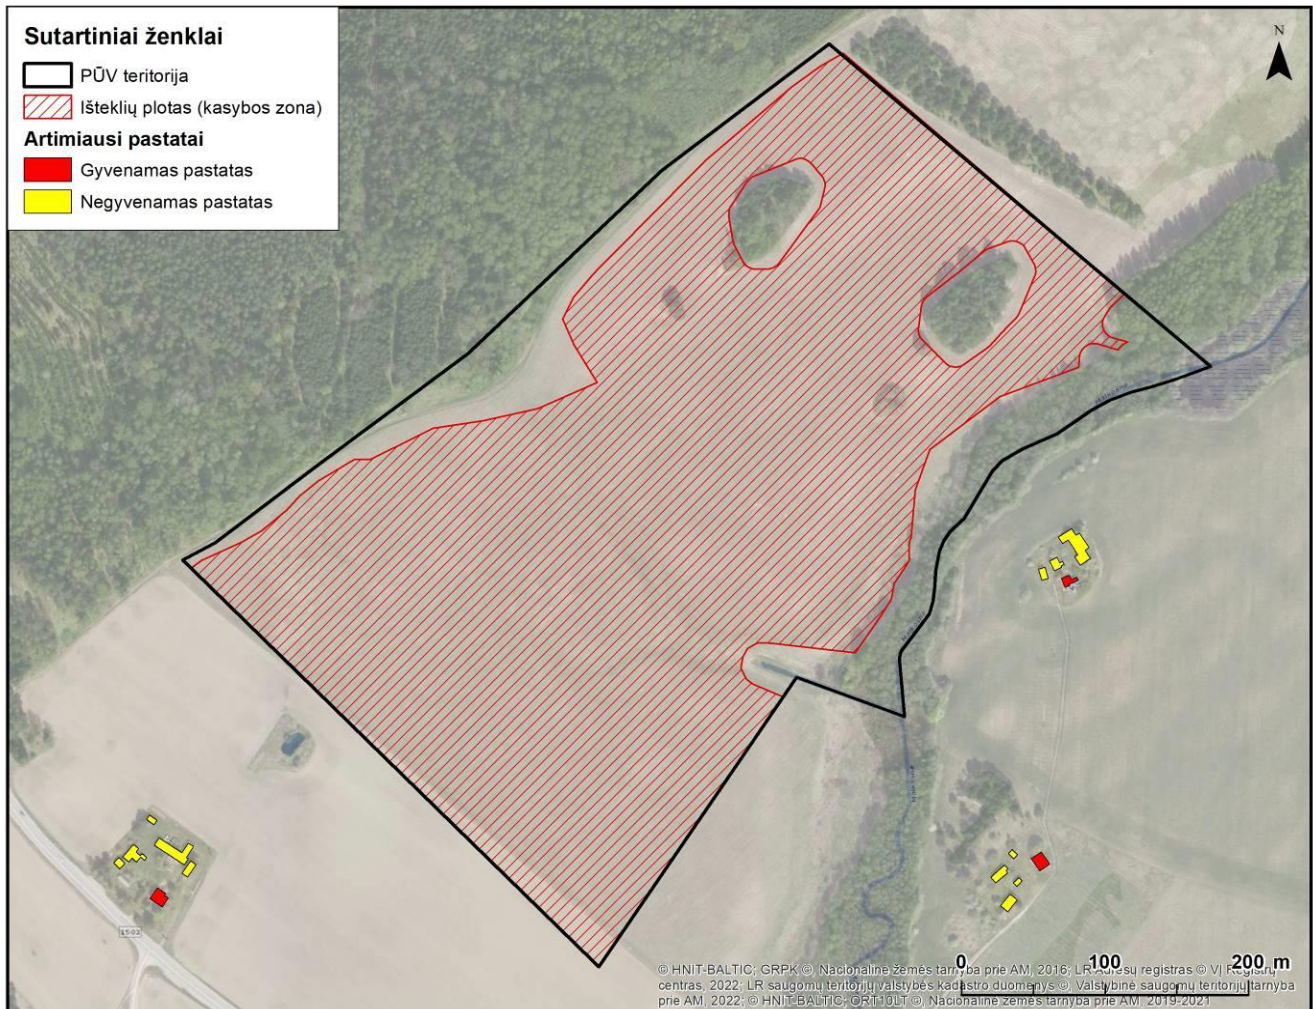 Sutartiniai ženklai
PŪV teritorija
Išteklių plotas (kasybos zona)
Artimiausi pastatai
Gyvenamas pastatas
Negyvenamas pastatas
N
0 100 200 m
© HNIT-BALTIC; GRPK ©, Nacionalinė žemės tarnyba prie AM, 2016; LR Adresų registras © VĮ Registrų
centras, 2022; LR saugomų teritorijų valstybės kadastro duomenys ©, Valstybinė saugomų teritorijų tarnyba
prie AM, 2022; © HNIT-BALTIC; ORT10LT ©, Nacionalinė žemės tarnyba prie AM, 2019-2021